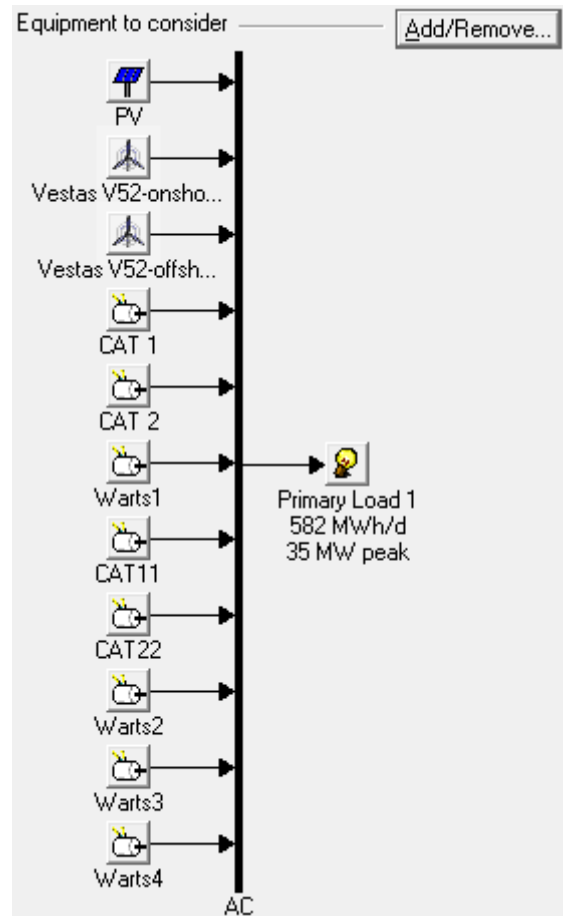 Equipment to consider
Add/Remove...
PV
Vestas V52-onsho...
Vestas V52-offsh...
CAT 1
CAT 2
Warts1
Primary Load 1
582 MWh/d
35 MW peak
CAT11
CAT22
Warts2
Warts3
Warts4
AC